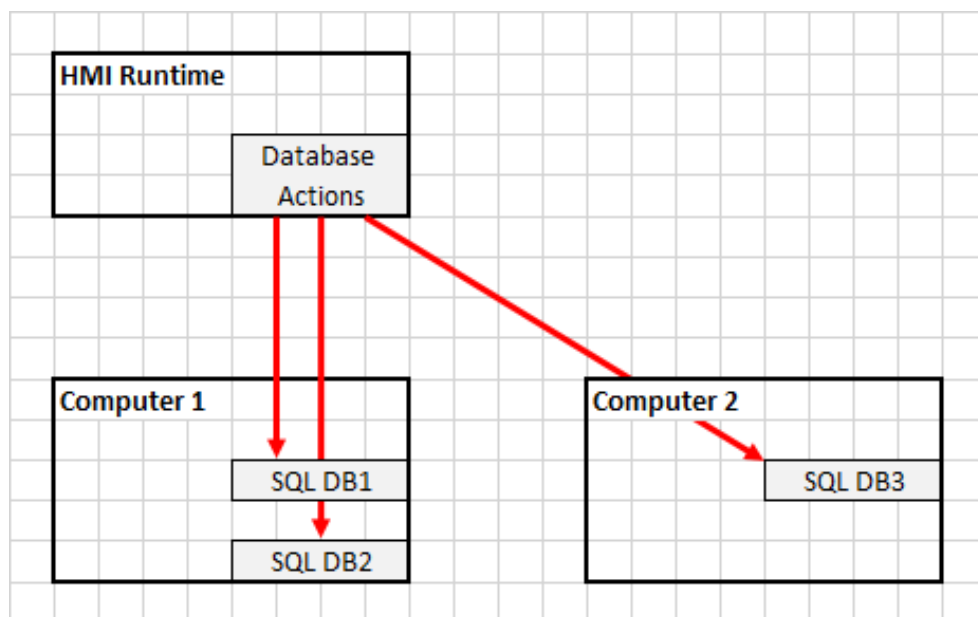 HMI Runtime
Database
Actions
Computer 1
SQL DB1
SQL DB2
Computer 2
SQL DB3